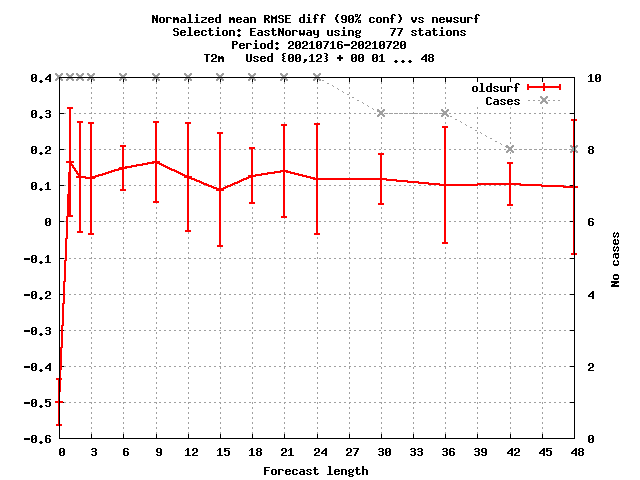 Normalized mean RMSE diff (90% conf) vs newsurf
Selection: EastNorway using    77 stations
Period: 20210716-20210720
T2m   Used {00,12} + 00 01 ... 48
oldsurf
Cases
0.4
0.3
0.2
0.1
0
-0.1
-0.2
-0.3
-0.4
-0.5
-0.6
10
8
6
4
2
0
No cases
0 3 6 9 12 15 18 21 24 27 30 33 36 39 42 45 48
Forecast length